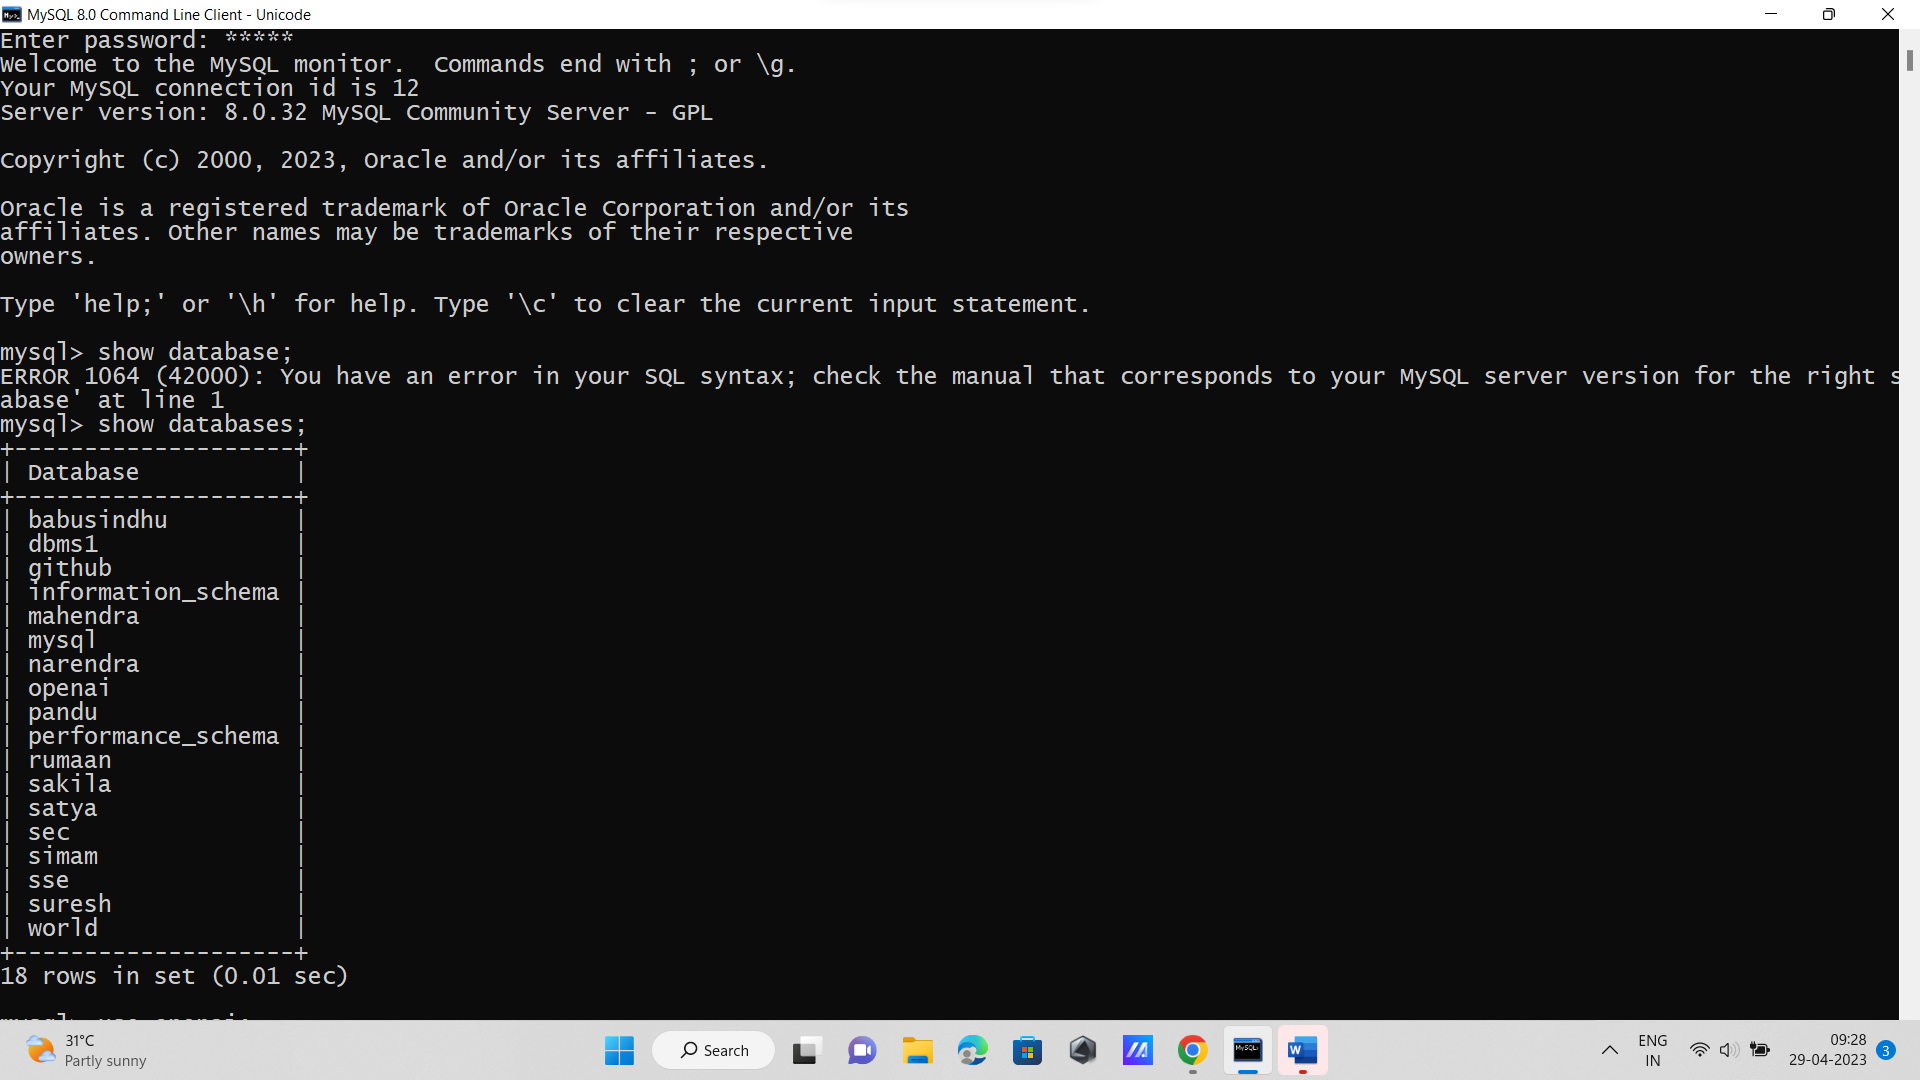 MySQL 8.0 Command Line Client - Unicode
Enter password: *****
Welcome to the MySQL monitor.  Commands end with ; or \g.
Your MySQL connection id is 12
Server version: 8.0.32 MySQL Community Server - GPL
Copyright (c) 2000, 2023, Oracle and/or its affiliates.
Oracle is a registered trademark of Oracle Corporation and/or its
affiliates. Other names may be trademarks of their respective
owners.
Type 'help;' or '\h' for help. Type '\c' to clear the current input statement.
mysql> show database;
ERROR 1064 (42000): You have an error in your SQL syntax; check the manual that corresponds to your MySQL server version for the right s
abase' at line 1
mysql> show databases;
+--------------------+
| Database           |
+--------------------+
| babusindhu         |
| dbms1              |
| github             |
| information_schema |
| mahendra           |
| mysql              |
| narendra           |
| openai             |
| pandu              |
| performance_schema |
| rumaan             |
| sakila             |
| satya              |
| sec                |
| simam              |
| sse                |
| suresh             |
| world              |
+--------------------+
18 rows in set (0.01 sec)
31°C
Partly sunny
Search
MySQL
W
ENG
IN
09:28
29-04-2023
3